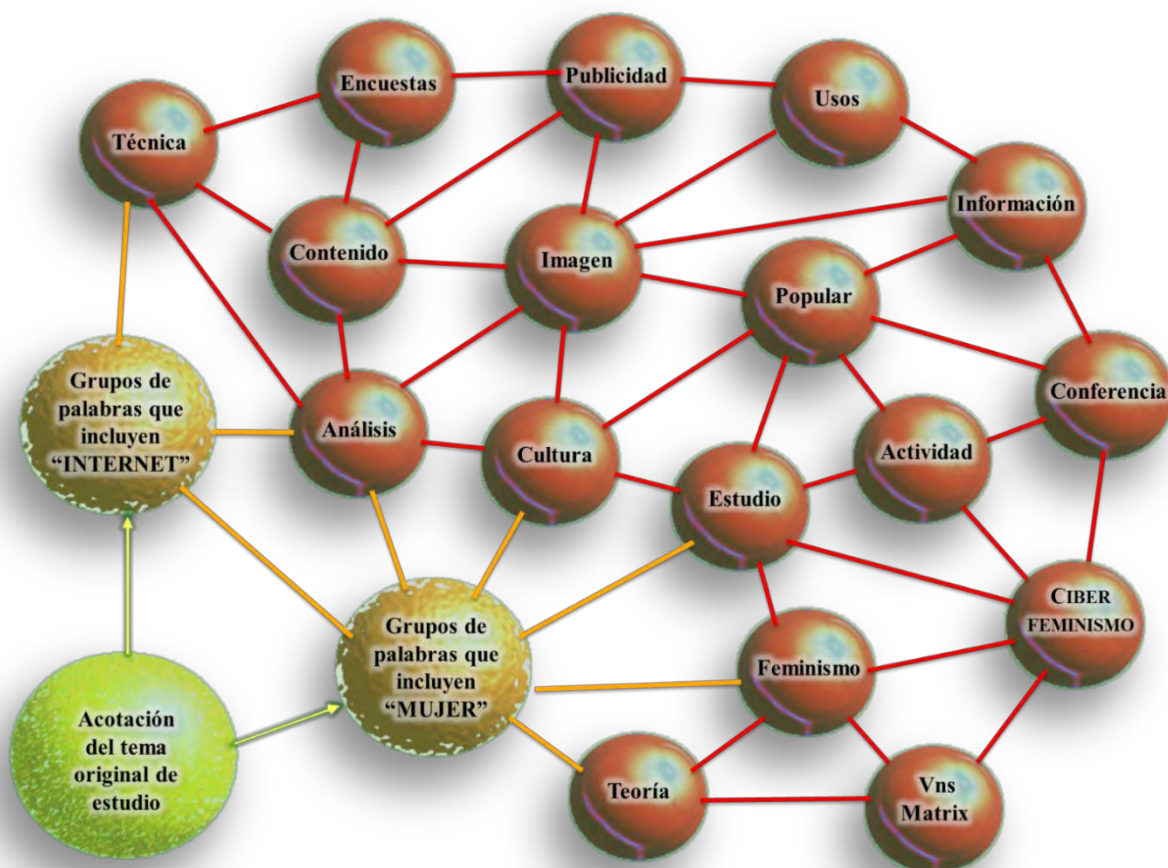 Encuestas
Publicidad
Usos
Técnica
Información
Contenido
Imagen
Popular
Grupos de
palabras que
incluyen
“INTERNET”
Análisis
Cultura
Conferencia
Actividad
Estudio
CIBER
FEMINISMO
Grupos de
palabras que
incluyen
“MUJER”
Feminismo
Acotación
del tema
original de
estudio
Teoría
Vns
Matrix